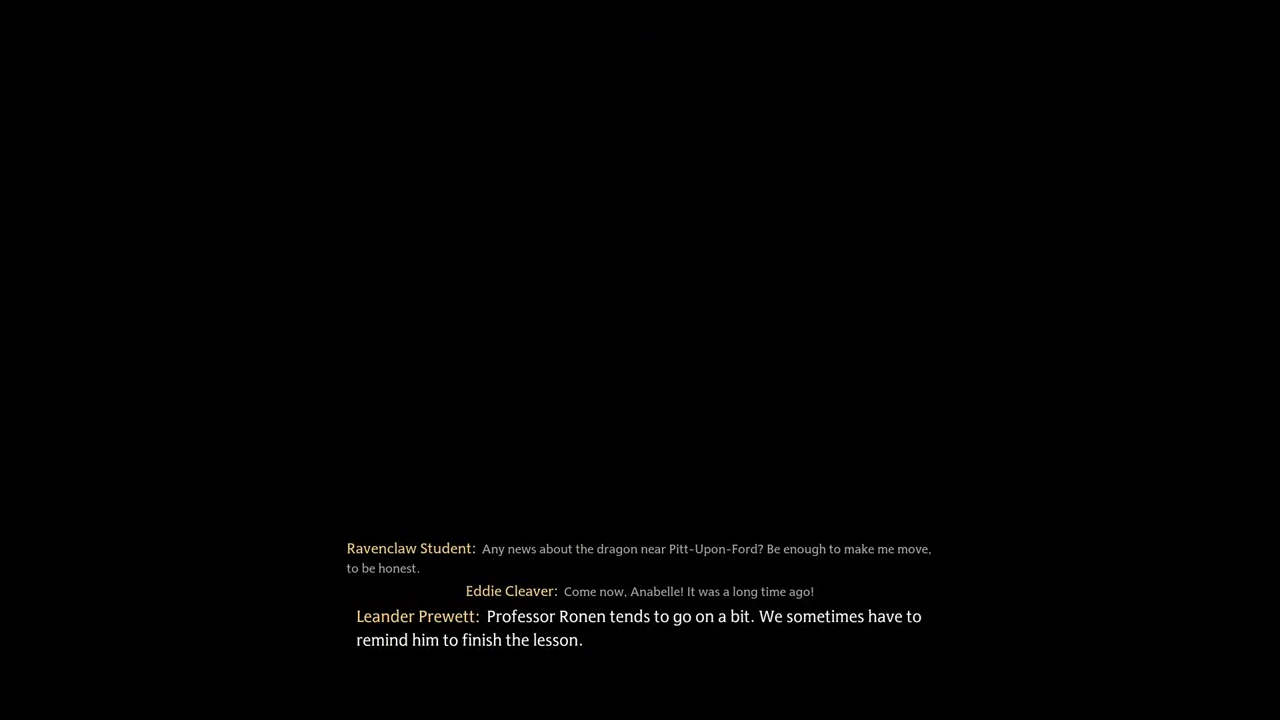 Ravenclaw Student: Any news about the dragon near Pitt-Upon-Ford? Be enough to make me move,
to be honest.
Eddie Cleaver: Come now, Anabelle! It was a long time ago!
Leander Prewett: Professor Ronen tends to go on a bit. We sometimes have to
remind him to finish the lesson.